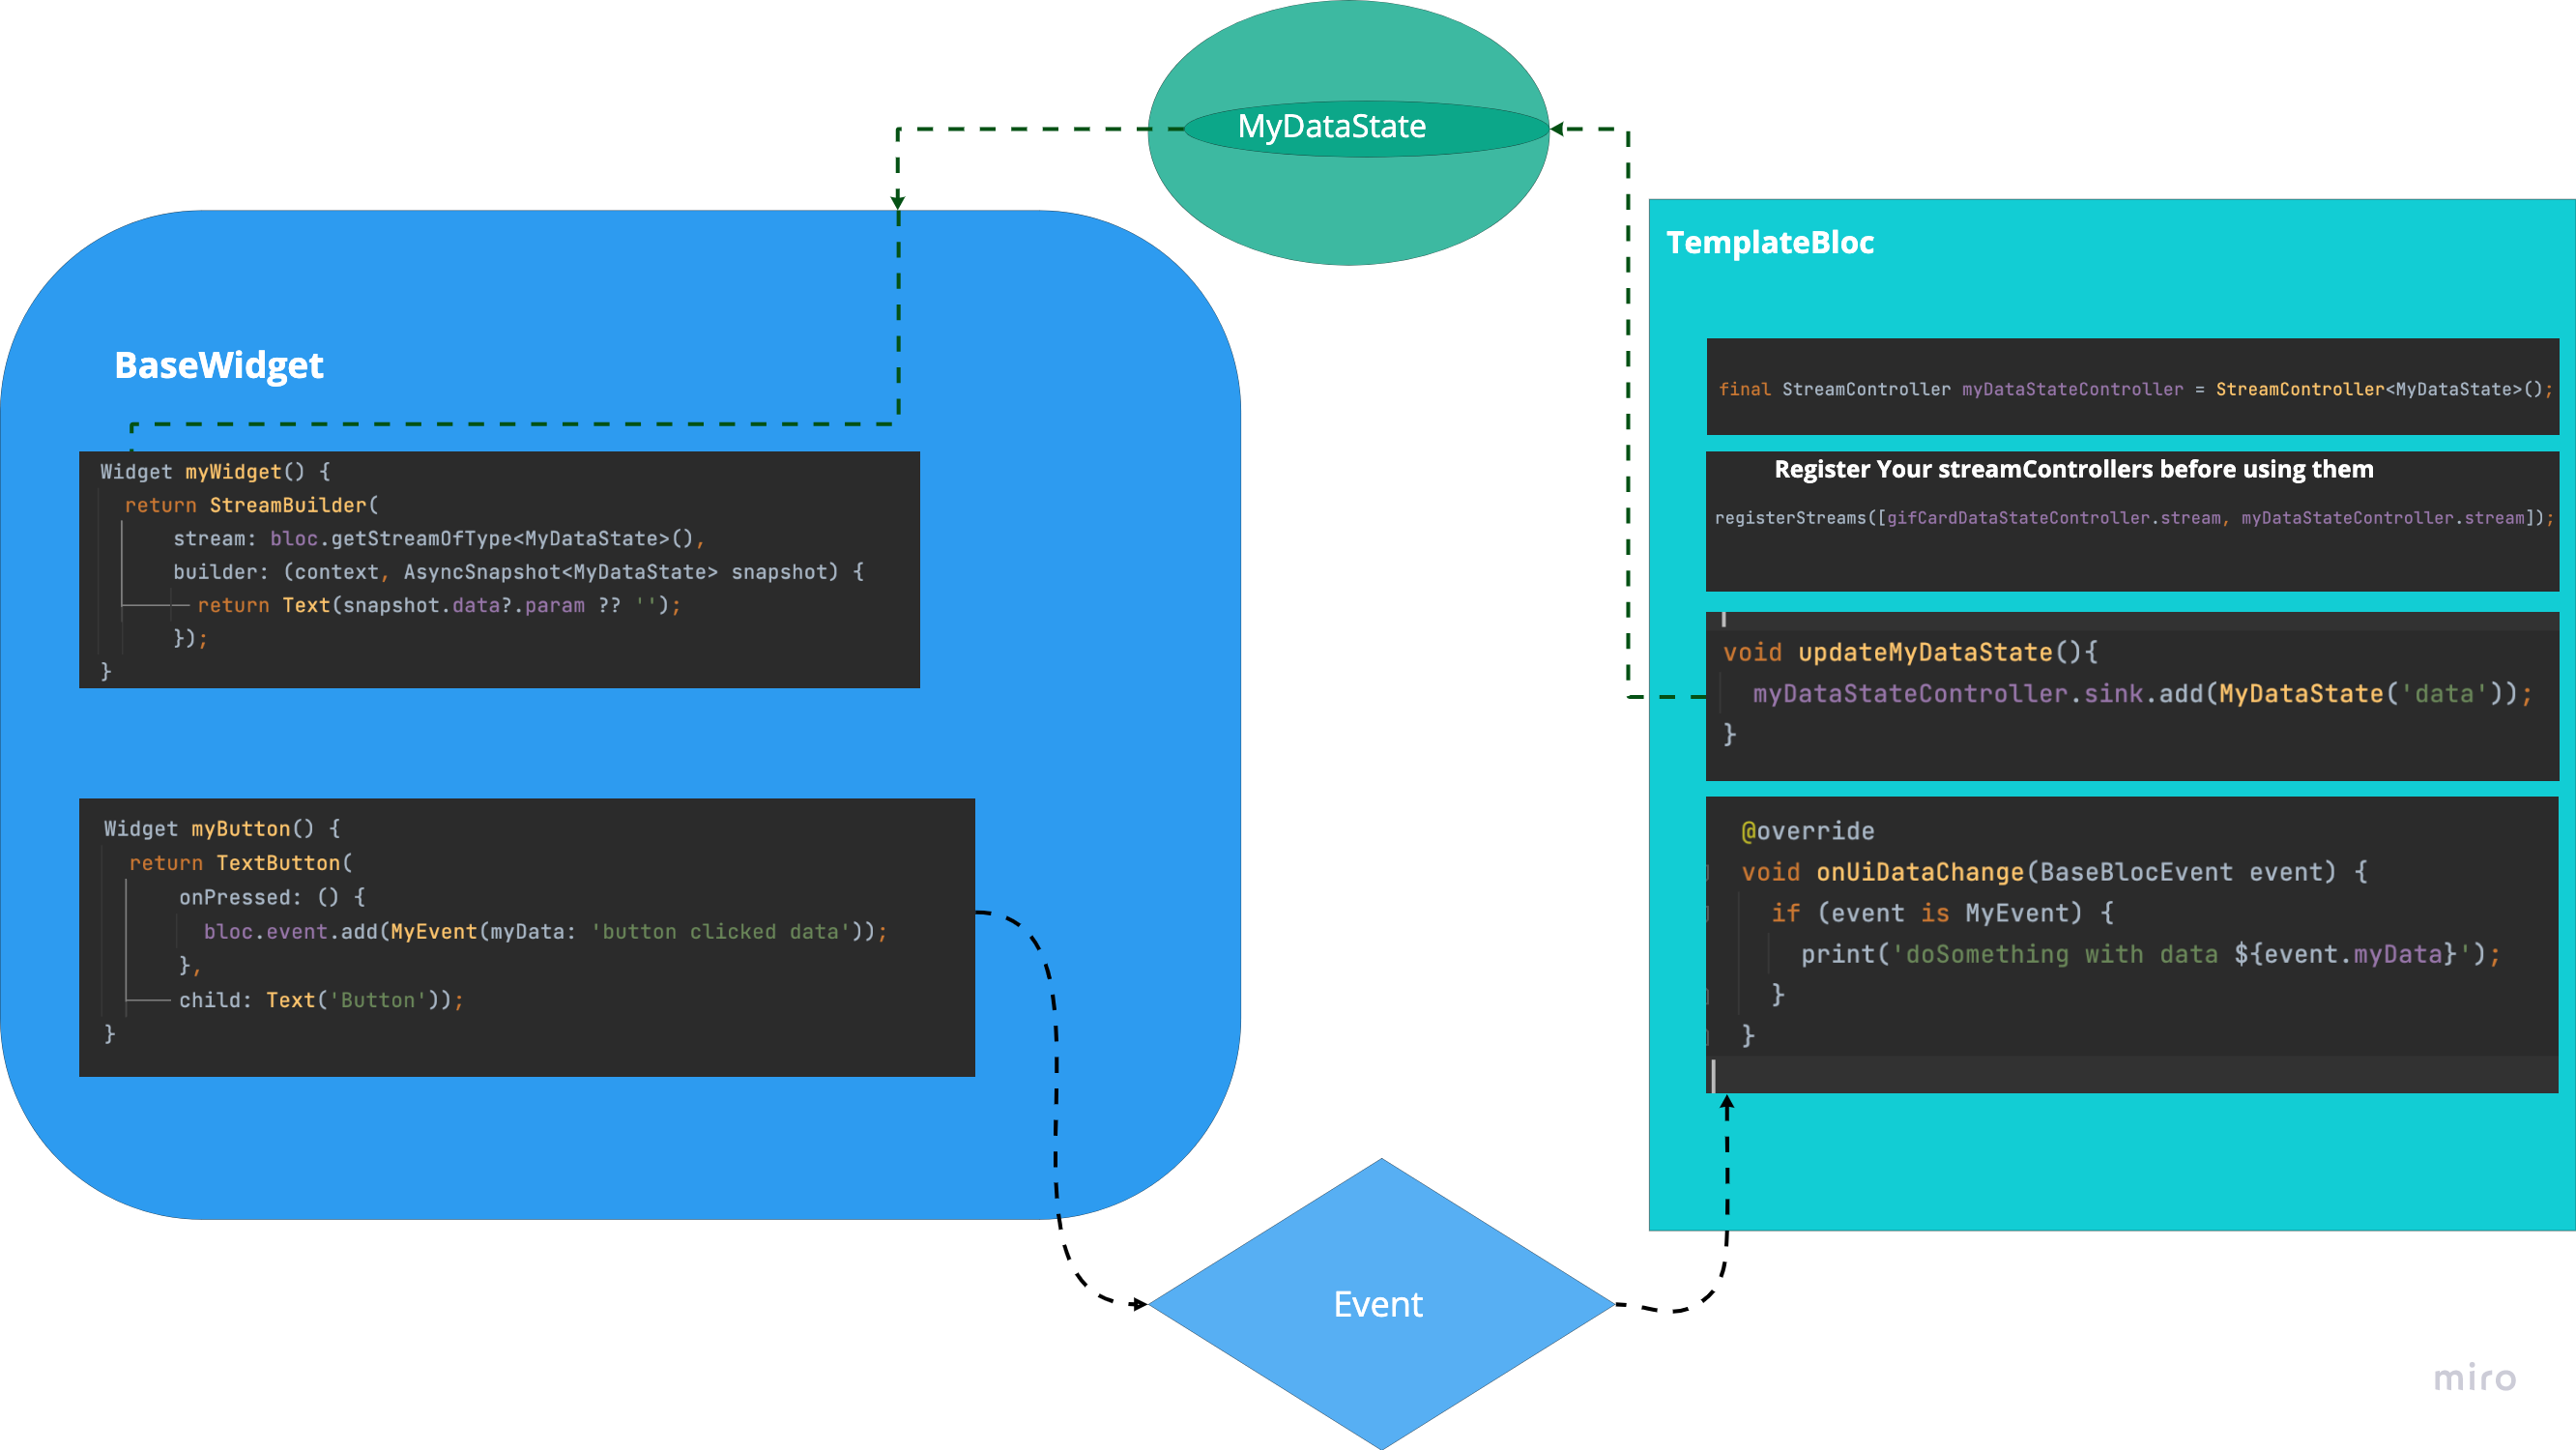 MyDataState
BaseWidget
Widget myWidget() {
return StreamBuilder(
stream: bloc.getStreamOfType<MyDataState>(),
builder: (context, AsyncSnapshot<MyDataState> snapshot) {
return Text(snapshot.data?.param ?? '');
});
}
Widget myButton() {
return TextButton(
onPressed: () {
bloc.event.add(MyEvent(myData: 'button clicked data'));
},
child: Text('Button'));
}
TemplateBloc
final StreamController myDataStateController = StreamController<MyDataState>();
Register Your streamControllers before using them
registerStreams([gifCardDataStateController.stream, myDataStateController.stream]);
void updateMyDataState(){
myDataStateController.sink.add(MyDataState('data'));
}
@override
void onUiDataChange(BaseBlocEvent event) {
if (event is MyEvent) {
print('doSomething with data ${event.myData}');
}
}
Event
miro